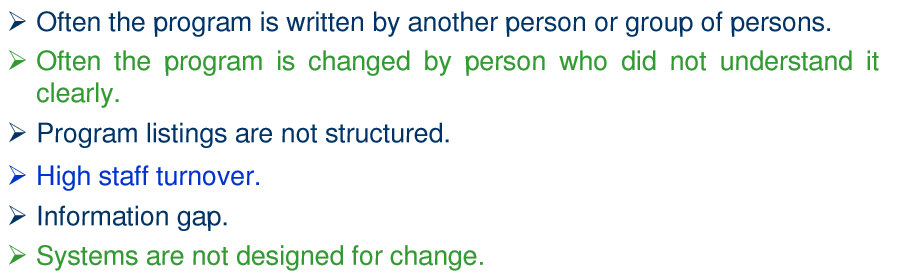 ➢ Often the program is written by another person or group of persons.
➢ Often the program is changed by person who did not understand it
clearly.
➢ Program listings are not structured.
➢ High staff turnover.
➢ Information gap.
➢ Systems are not designed for change.